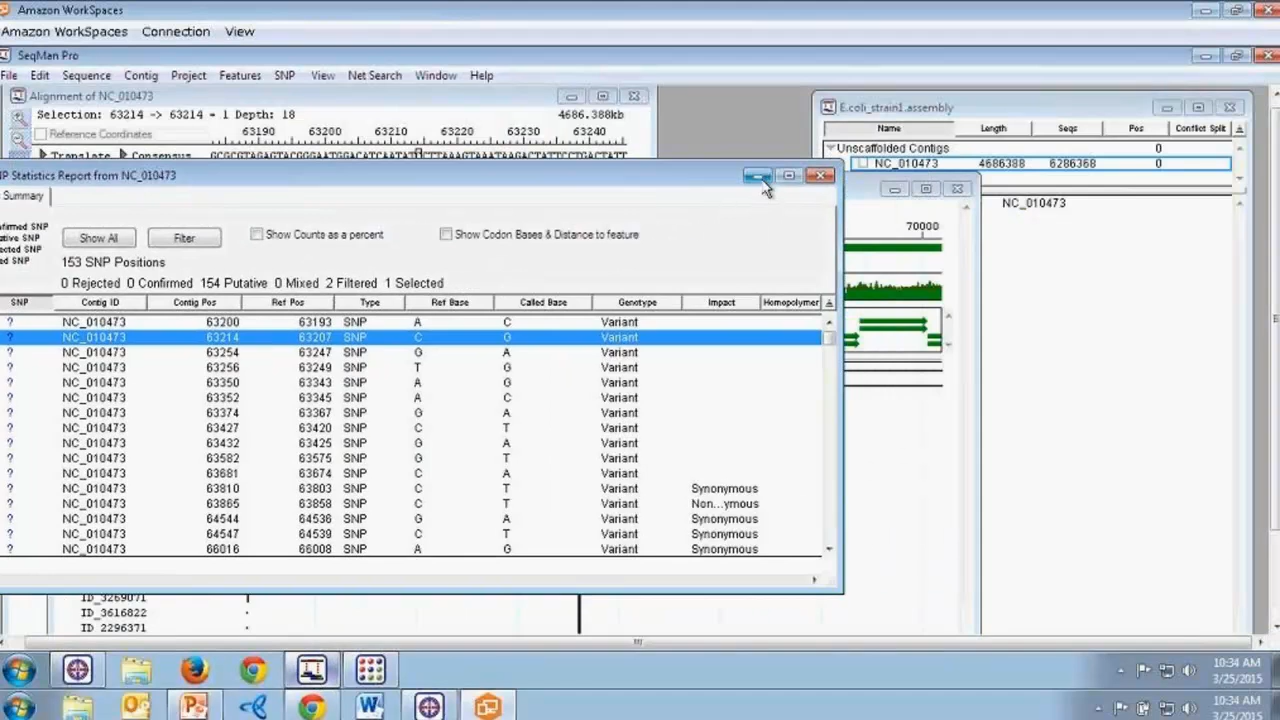 Amazon WorkSpaces
Amazon WorkSpaces Connection View
SeqMan Pro
File Edit Sequence Contig Project Features SNP View Net Search Window Help
Alignment of NC_010473
Selection: 63214 -> 63214 = 1 Depth: 18 4686.388kb
Reference Coordinates 63190 63200 63210 63220 63230 63240
Translate Consensus
E.coli_strain1.assembly
Name Length Seqs Pos Conflict Split
Unscaffolded Contigs 0
NC_010473 4686388 6286368 0
NC_010473
70000
NP Statistics Report from NC_010473
Summary
nfirmed SNP
ative SNP
ected SNP
ed SNP
Show All Filter Show Counts as a percent Show Codon Bases & Distance to feature
153 SNP Positions
0 Rejected 0 Confirmed 154 Putative 0 Mixed 2 Filtered 1 Selected
SNP Contig ID Contig Pos Ref Pos Type Ref Base Called Base Genotype Impact Homopolymer
? NC_010473 63200 63193 SNP A C Variant
? NC_010473 63214 63207 SNP C G Variant
? NC_010473 63254 63247 SNP G A Variant
? NC_010473 63256 63249 SNP T G Variant
? NC_010473 63350 63343 SNP A G Variant
? NC_010473 63352 63345 SNP A C Variant
? NC_010473 63374 63367 SNP G A Variant
? NC_010473 63427 63420 SNP C T Variant
? NC_010473 63432 63425 SNP G A Variant
? NC_010473 63582 63575 SNP G T Variant
? NC_010473 63681 63674 SNP C A Variant
? NC_010473 63810 63803 SNP C T Variant Synonymous
? NC_010473 63865 63858 SNP C T Variant Non...ymous
? NC_010473 64544 64536 SNP G A Variant Synonymous
? NC_010473 64547 64539 SNP C T Variant Synonymous
? NC_010473 66016 66008 SNP A G Variant Synonymous
ID_3269071
ID_3616822
ID_2296371
10:34 AM
3/25/2015
10:34 AM
3/25/2015